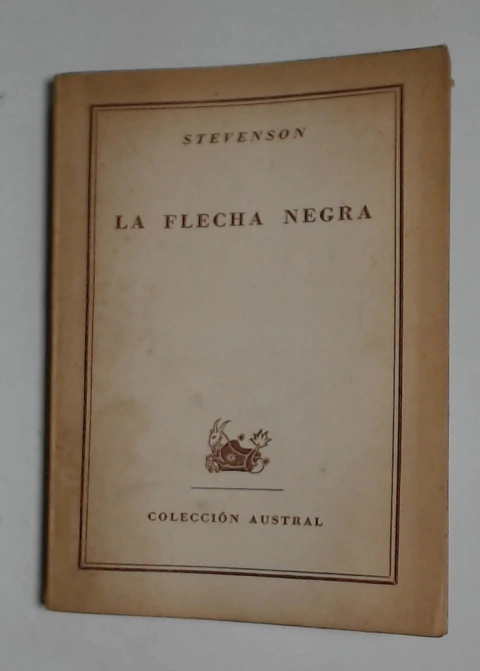 STEVENSON
LA FLECHA NEGRA
COLECCIÓN AUSTRAL